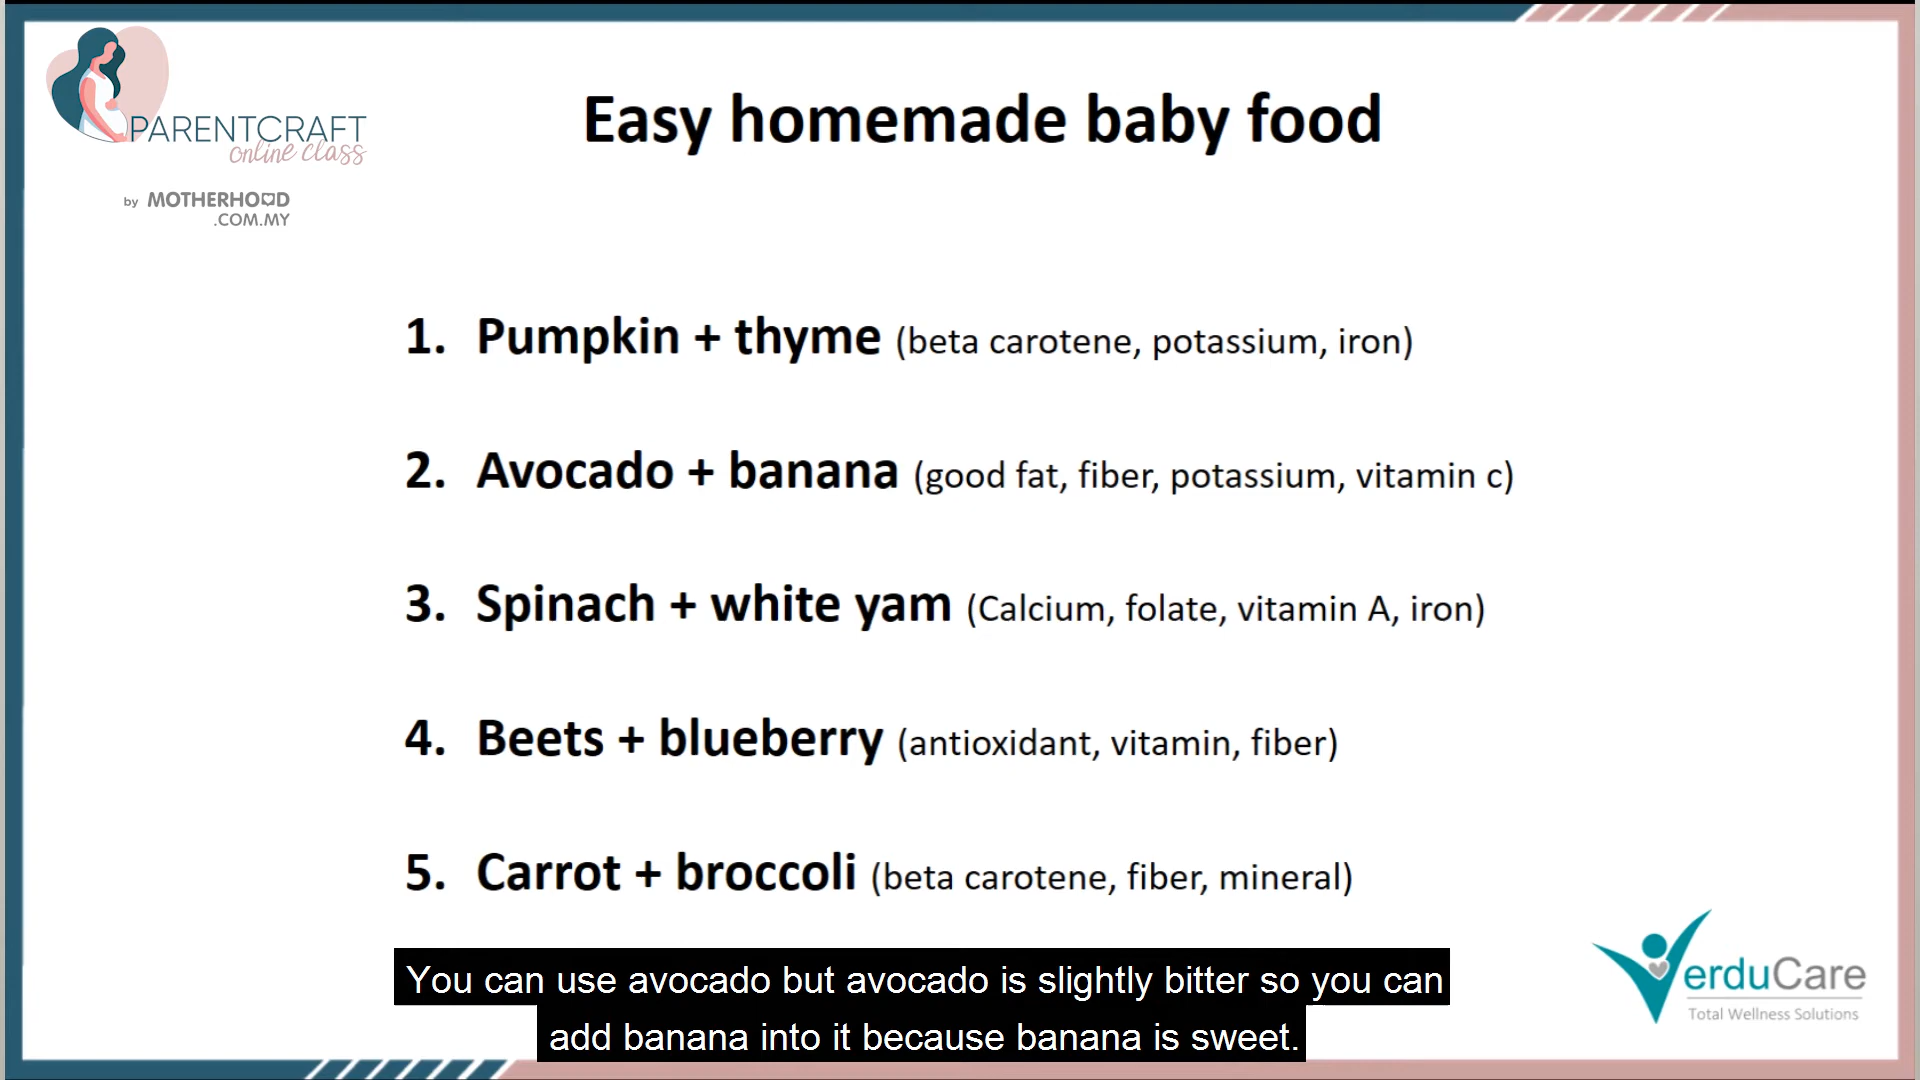 PARENTCRAFT
online class
by MOTHERHOOD
.COM.MY
Easy homemade baby food
1. Pumpkin + thyme (beta carotene, potassium, iron)
2. Avocado + banana (good fat, fiber, potassium, vitamin c)
3. Spinach + white yam (Calcium, folate, vitamin A, iron)
4. Beets + blueberry (antioxidant, vitamin, fiber)
5. Carrot + broccoli (beta carotene, fiber, mineral)
VerduCare
Total Wellness Solutions
You can use avocado but avocado is slightly bitter so you can
add banana into it because banana is sweet.